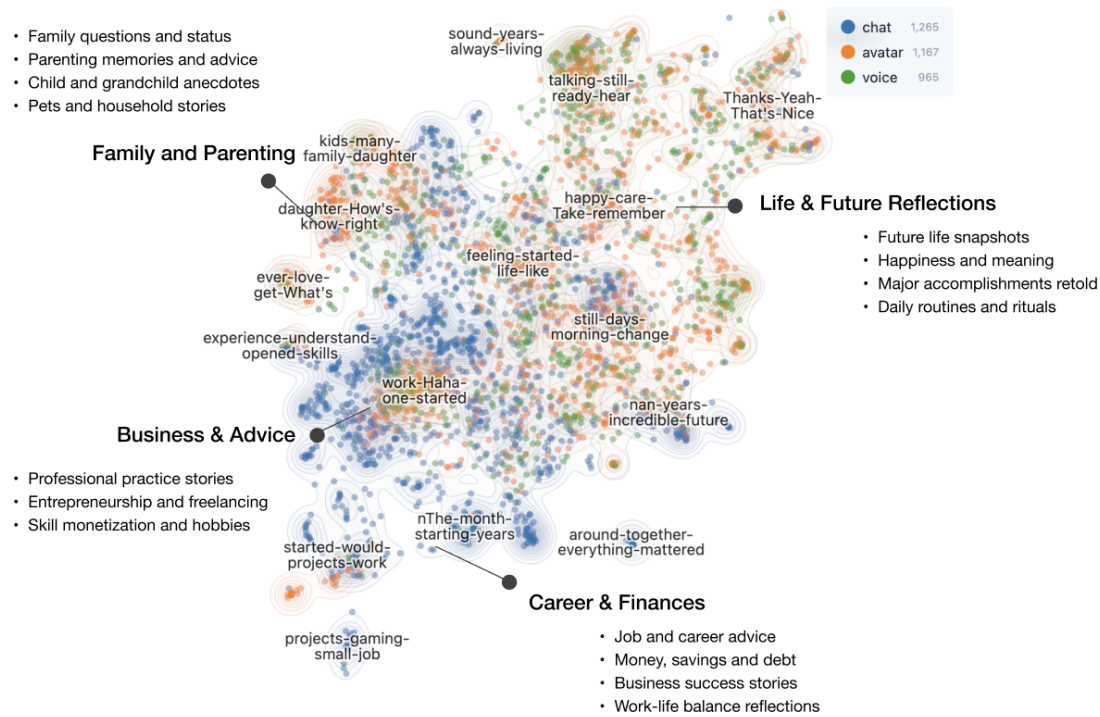 • Family questions and status
• Parenting memories and advice
• Child and grandchild anecdotes
• Pets and household stories
Family and Parenting
sound-years-
always-living
talking-still-
ready-hear
Thanks-Yeah-
That's-Nice
chat 1,265
avatar 1,167
voice 965
kids-many-
family-daughter
daughter-How's-
know-right
happy-care-
Take-remember
Life & Future Reflections
• Future life snapshots
• Happiness and meaning
• Major accomplishments retold
• Daily routines and rituals
feeling-started-
life-like
ever-love-
get-What's
still-days-
morning-change
experience-understand-
opened-skills
work-Haha-
one-started
nan-years-
incredible-future
Business & Advice
• Professional practice stories
• Entrepreneurship and freelancing
• Skill monetization and hobbies
nThe-month-
starting-years
around-together-
everything-mattered
started-would-
projects-work
projects-gaming-
small-job
Career & Finances
• Job and career advice
• Money, savings and debt
• Business success stories
• Work-life balance reflections